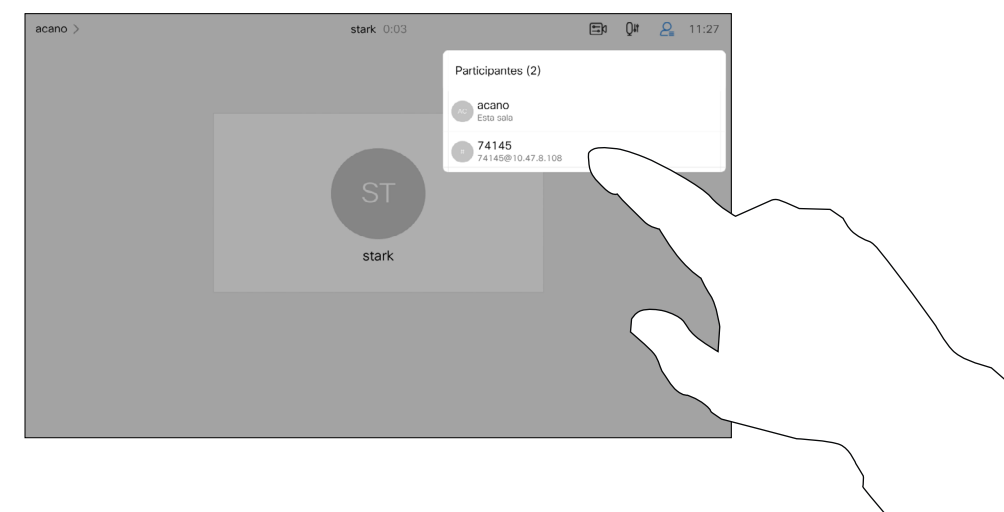 acano >
stark 0:03
11:27
Participantes (2)
AC
acano
Esta sala
74145
74145@10.47.8.108
ST
stark